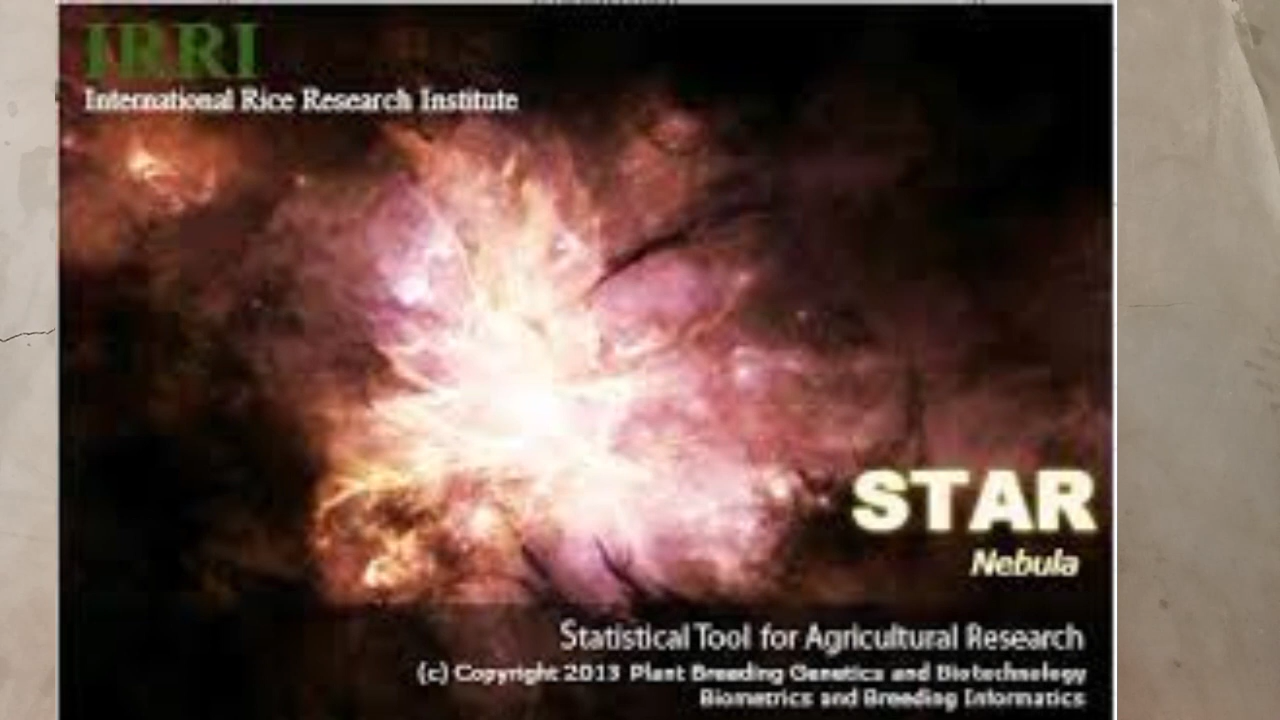 IRRI
International Rice Research Institute
STAR
Nebula
Statistical Tool for Agricultural Research
(c) Copyright 2013 Plant Breeding Genetics and Biotechnology
Biometrics and Breeding Informatics